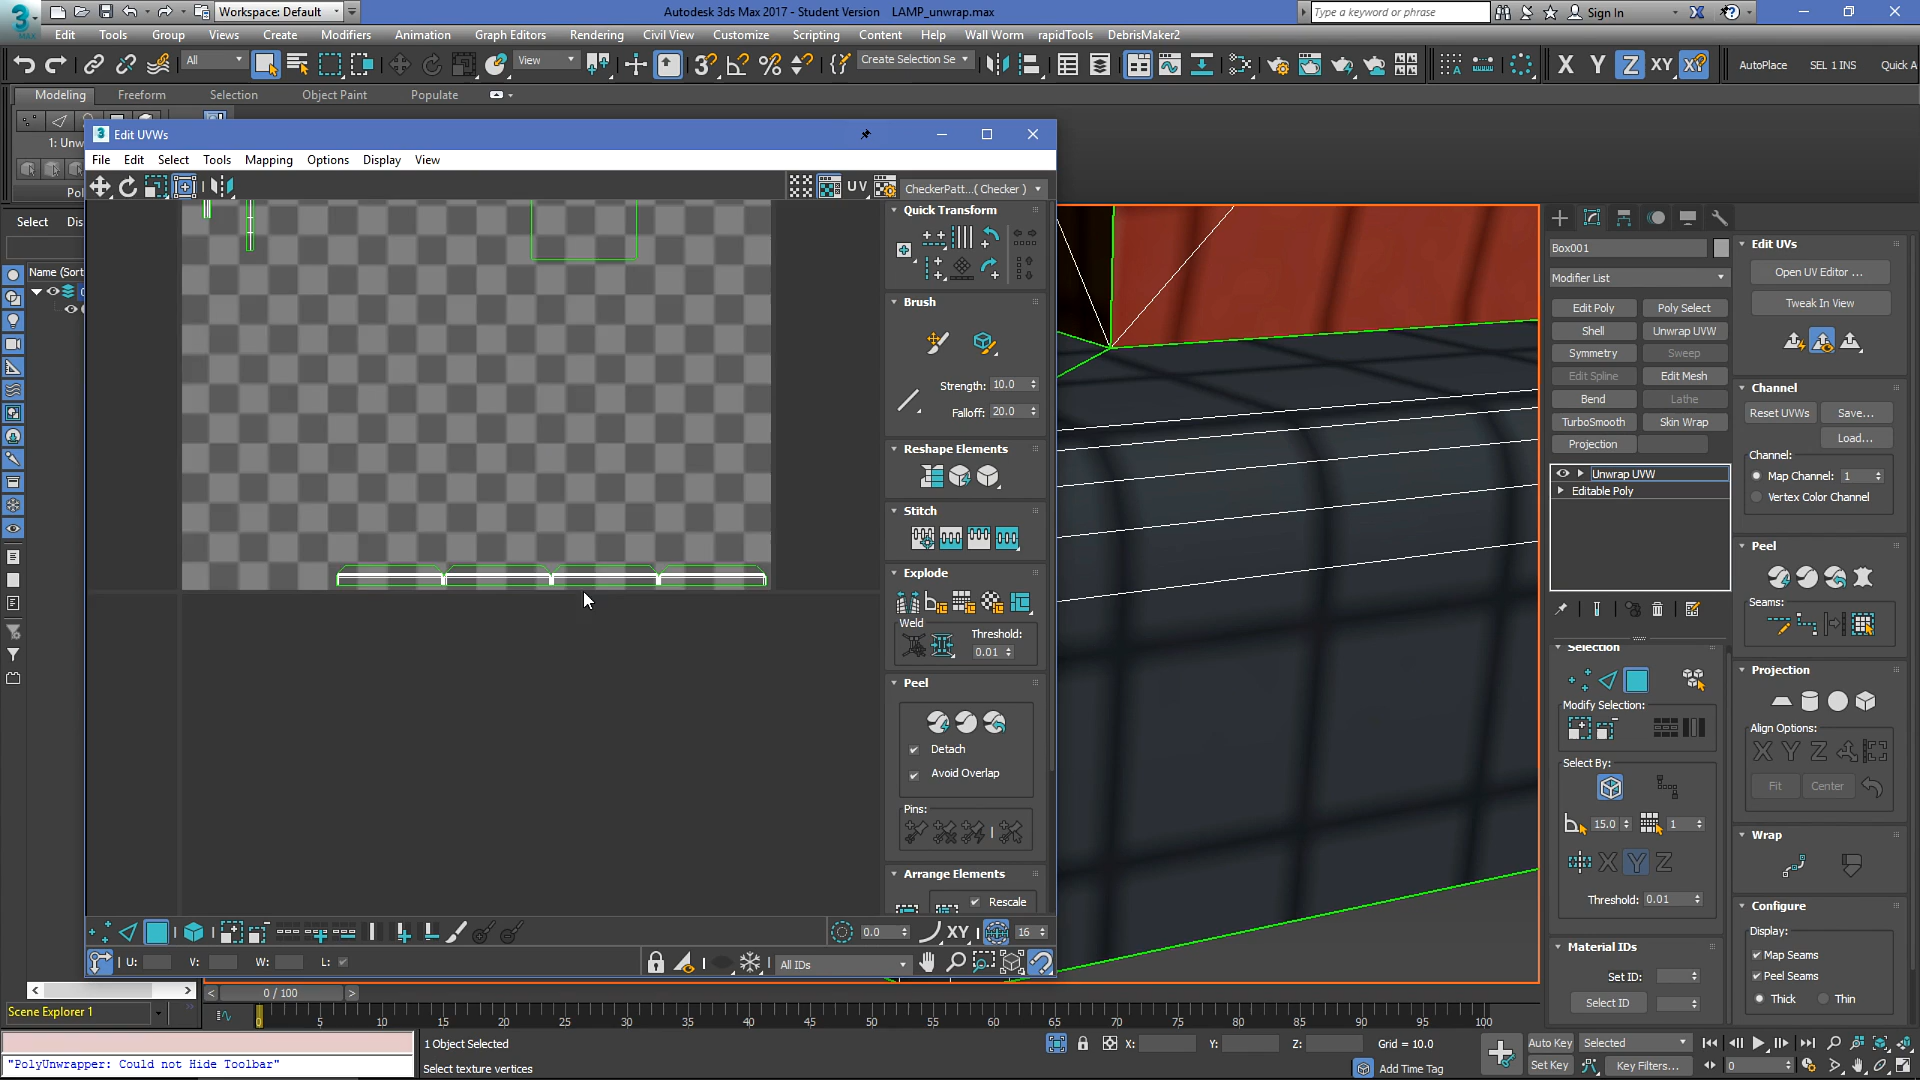 Workspace: Default
Autodesk 3ds Max 2017 - Student Version LAMP_unwrap.max
Type a keyword or phrase
Sign In
MAX
Edit Tools Group Views Create Modifiers Animation Graph Editors Rendering Civil View Customize Scripting Content Help Wall Worm rapidTools DebrisMaker2
All
View
Create Selection Se
X Y Z XY
AutoPlace SEL 1 INS Quick A
Modeling Freeform Selection Object Paint Populate
1: Unw
Pol
Edit UVWs
File Edit Select Tools Mapping Options Display View
UV
CheckerPatt...( Checker )
Select Dis
Name (Sort
Quick Transform
Brush
Strength: 10.0
Falloff: 20.0
Reshape Elements
Stitch
Explode
Weld
Threshold:
0.01
Peel
Detach
Avoid Overlap
Pins:
Arrange Elements
Rescale
0.0
XY
16
U: V: W: L:
All IDs
Box001
Modifier List
Edit Poly Poly Select
Shell Unwrap UVW
Symmetry Sweep
Edit Spline Edit Mesh
Bend Lathe
TurboSmooth Skin Wrap
Projection
Unwrap UVW
Editable Poly
Selection
Modify Selection:
Select By:
15.0 1
X Y Z
Threshold: 0.01
Material IDs
Set ID:
Select ID
Edit UVs
Open UV Editor ...
Tweak In View
Channel
Reset UVWs Save...
Load...
Channel:
Map Channel: 1
Vertex Color Channel
Peel
Seams:
Projection
Align Options:
X Y Z
Fit Center
Wrap
Configure
Display:
Map Seams
Peel Seams
Thick Thin
< 0 / 100 >
Scene Explorer 1
0 5 10 15 20 25 30 35 40 45 50 55 60 65 70 75 80 85 90 95 100
"PolyUnwrapper: Could not Hide Toolbar"
1 Object Selected
Select texture vertices
X: Y: Z: Grid = 10.0
Add Time Tag
Auto Key Selected
Set Key Key Filters...
0